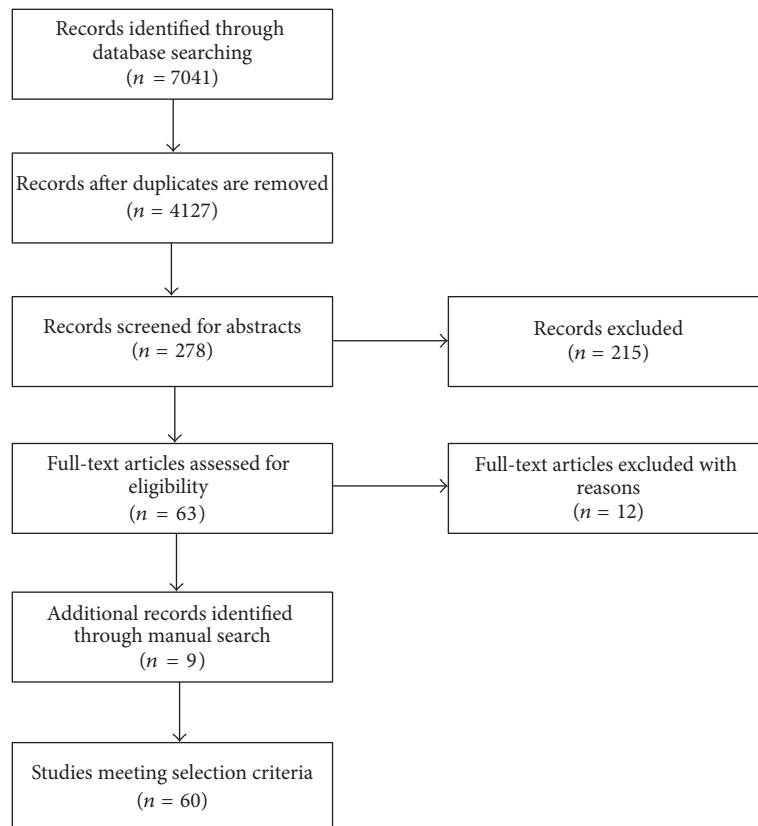 Records identified through
database searching
(n = 7041)
Records after duplicates are removed
(n = 4127)
Records screened for abstracts
(n = 278)
Records excluded
(n = 215)
Full-text articles assessed for
eligibility
(n = 63)
Full-text articles excluded with
reasons
(n = 12)
Additional records identified
through manual search
(n = 9)
Studies meeting selection criteria
(n = 60)